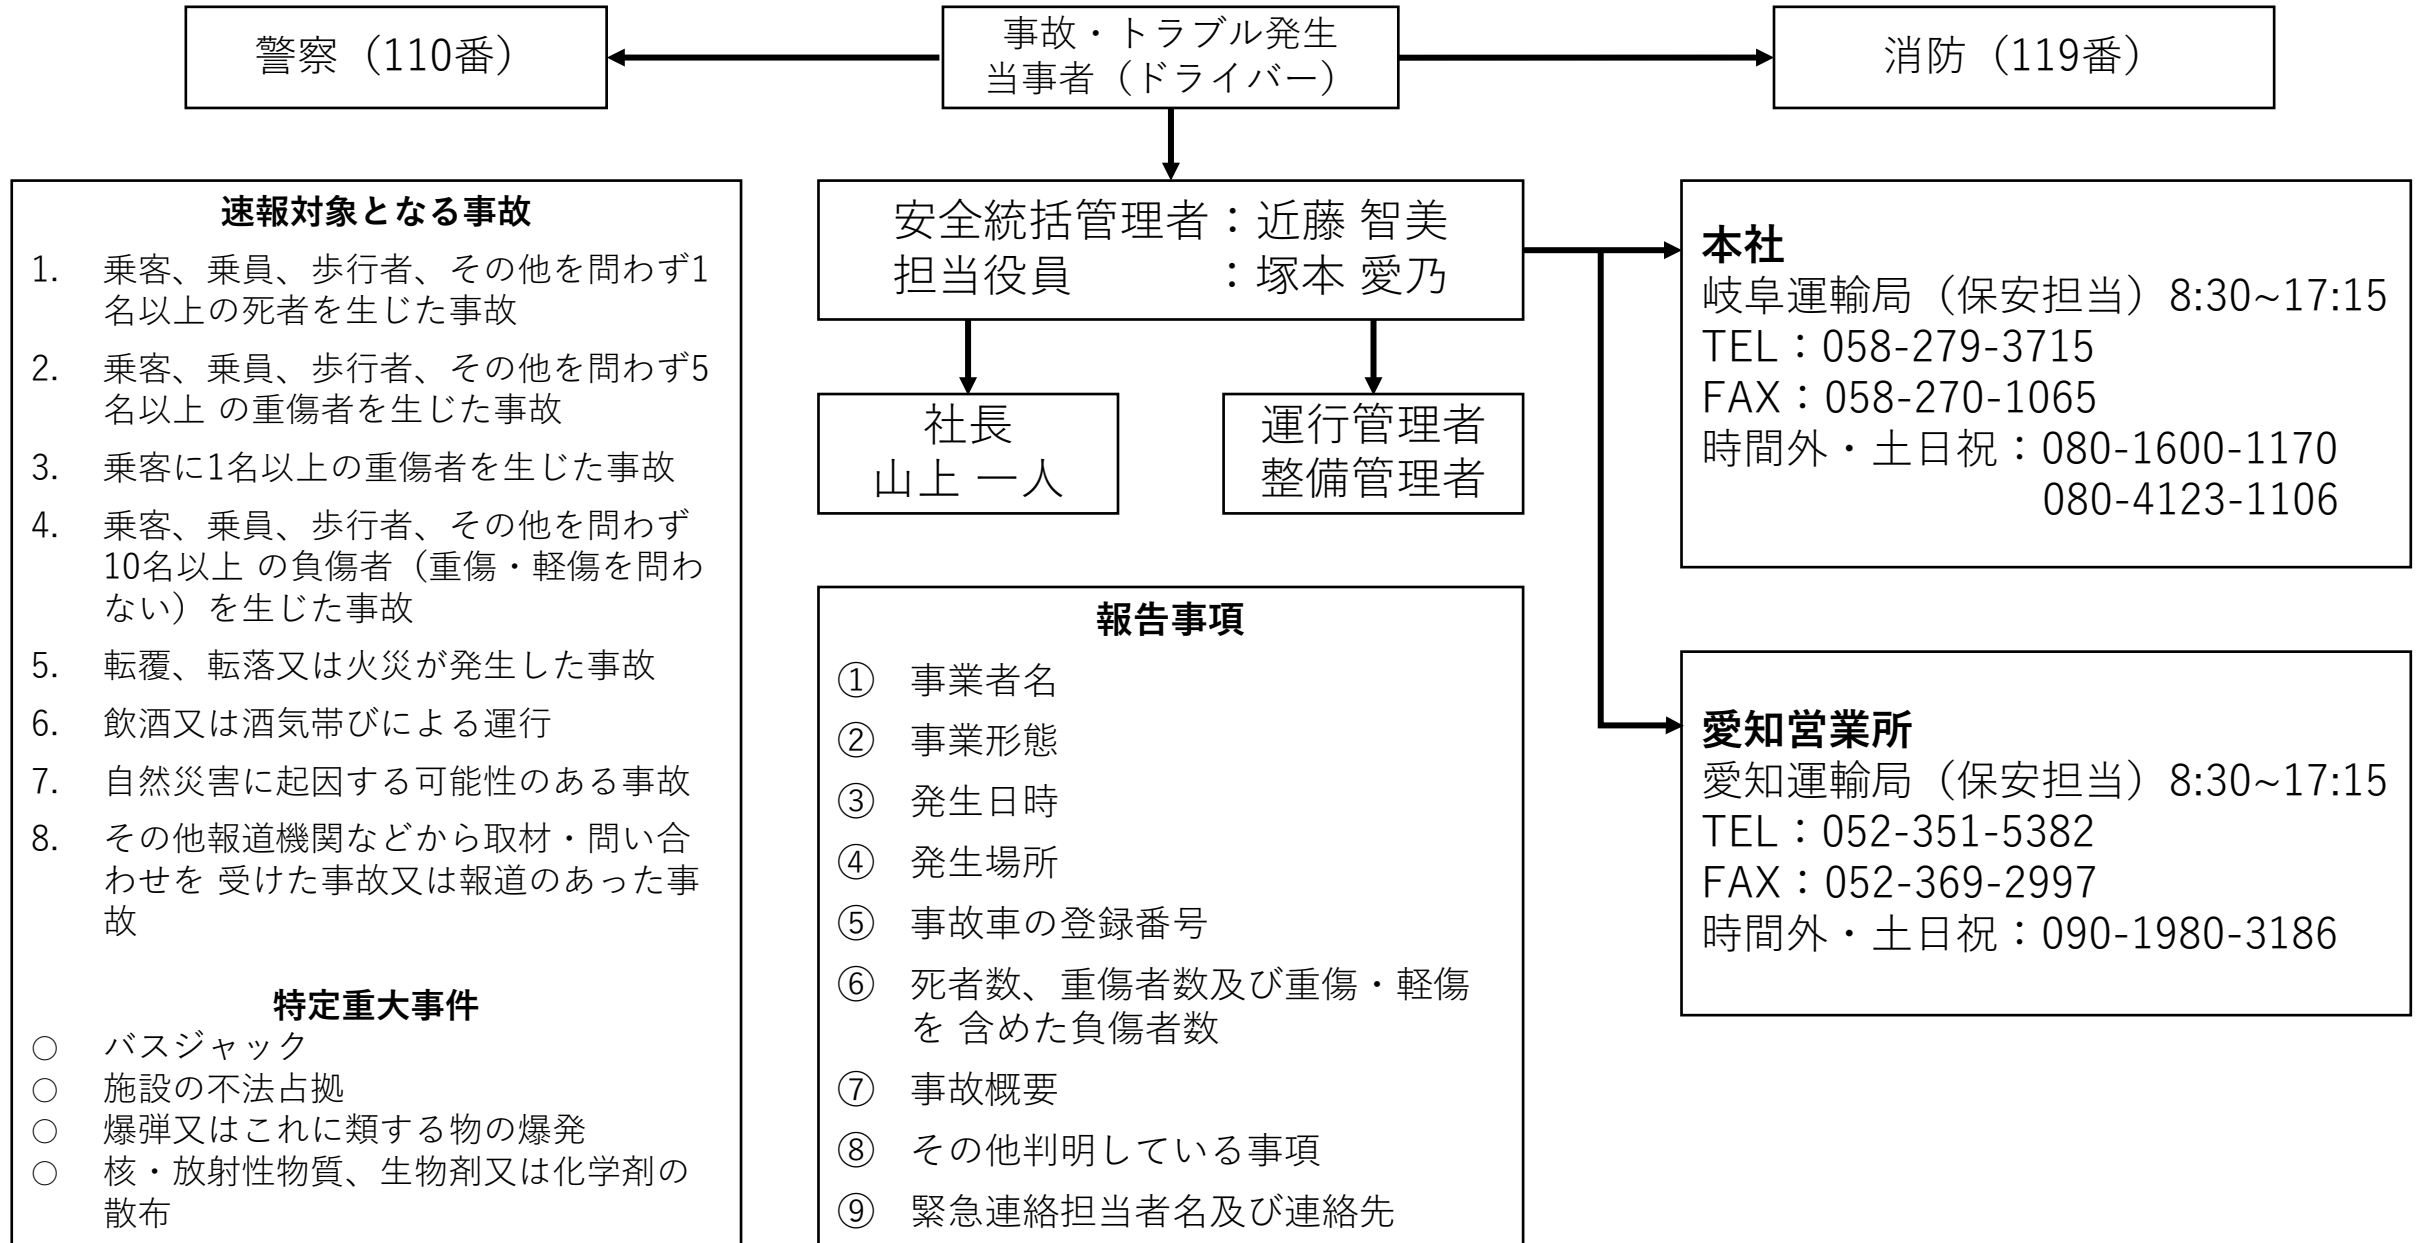 警察（110番）
事故・トラブル発生
当事者（ドライバー）
消防（119番）
速報対象となる事故
1. 乗客、乗員、歩行者、その他を問わず1
名以上の死者を生じた事故
2. 乗客、乗員、歩行者、その他を問わず5
名以上 の重傷者を生じた事故
3. 乗客に1名以上の重傷者を生じた事故
4. 乗客、乗員、歩行者、その他を問わず
10名以上 の負傷者（重傷・軽傷を問わ
ない）を生じた事故
5. 転覆、転落又は火災が発生した事故
6. 飲酒又は酒気帯びによる運行
7. 自然災害に起因する可能性のある事故
8. その他報道機関などから取材・問い合
わせを 受けた事故又は報道のあった事
故
特定重大事件
○ バスジャック
○ 施設の不法占拠
○ 爆弾又はこれに類する物の爆発
○ 核・放射性物質、生物剤又は化学剤の
散布
安全統括管理者：近藤 智美
担当役員　　　：塚本 愛乃
社長
山上 一人
運行管理者
整備管理者
報告事項
① 事業者名
② 事業形態
③ 発生日時
④ 発生場所
⑤ 事故車の登録番号
⑥ 死者数、重傷者数及び重傷・軽傷
を 含めた負傷者数
⑦ 事故概要
⑧ その他判明している事項
⑨ 緊急連絡担当者名及び連絡先
本社
岐阜運輸局（保安担当）8:30~17:15
TEL：058-279-3715
FAX：058-270-1065
時間外・土日祝：080-1600-1170
080-4123-1106
愛知営業所
愛知運輸局（保安担当）8:30~17:15
TEL：052-351-5382
FAX：052-369-2997
時間外・土日祝：090-1980-3186